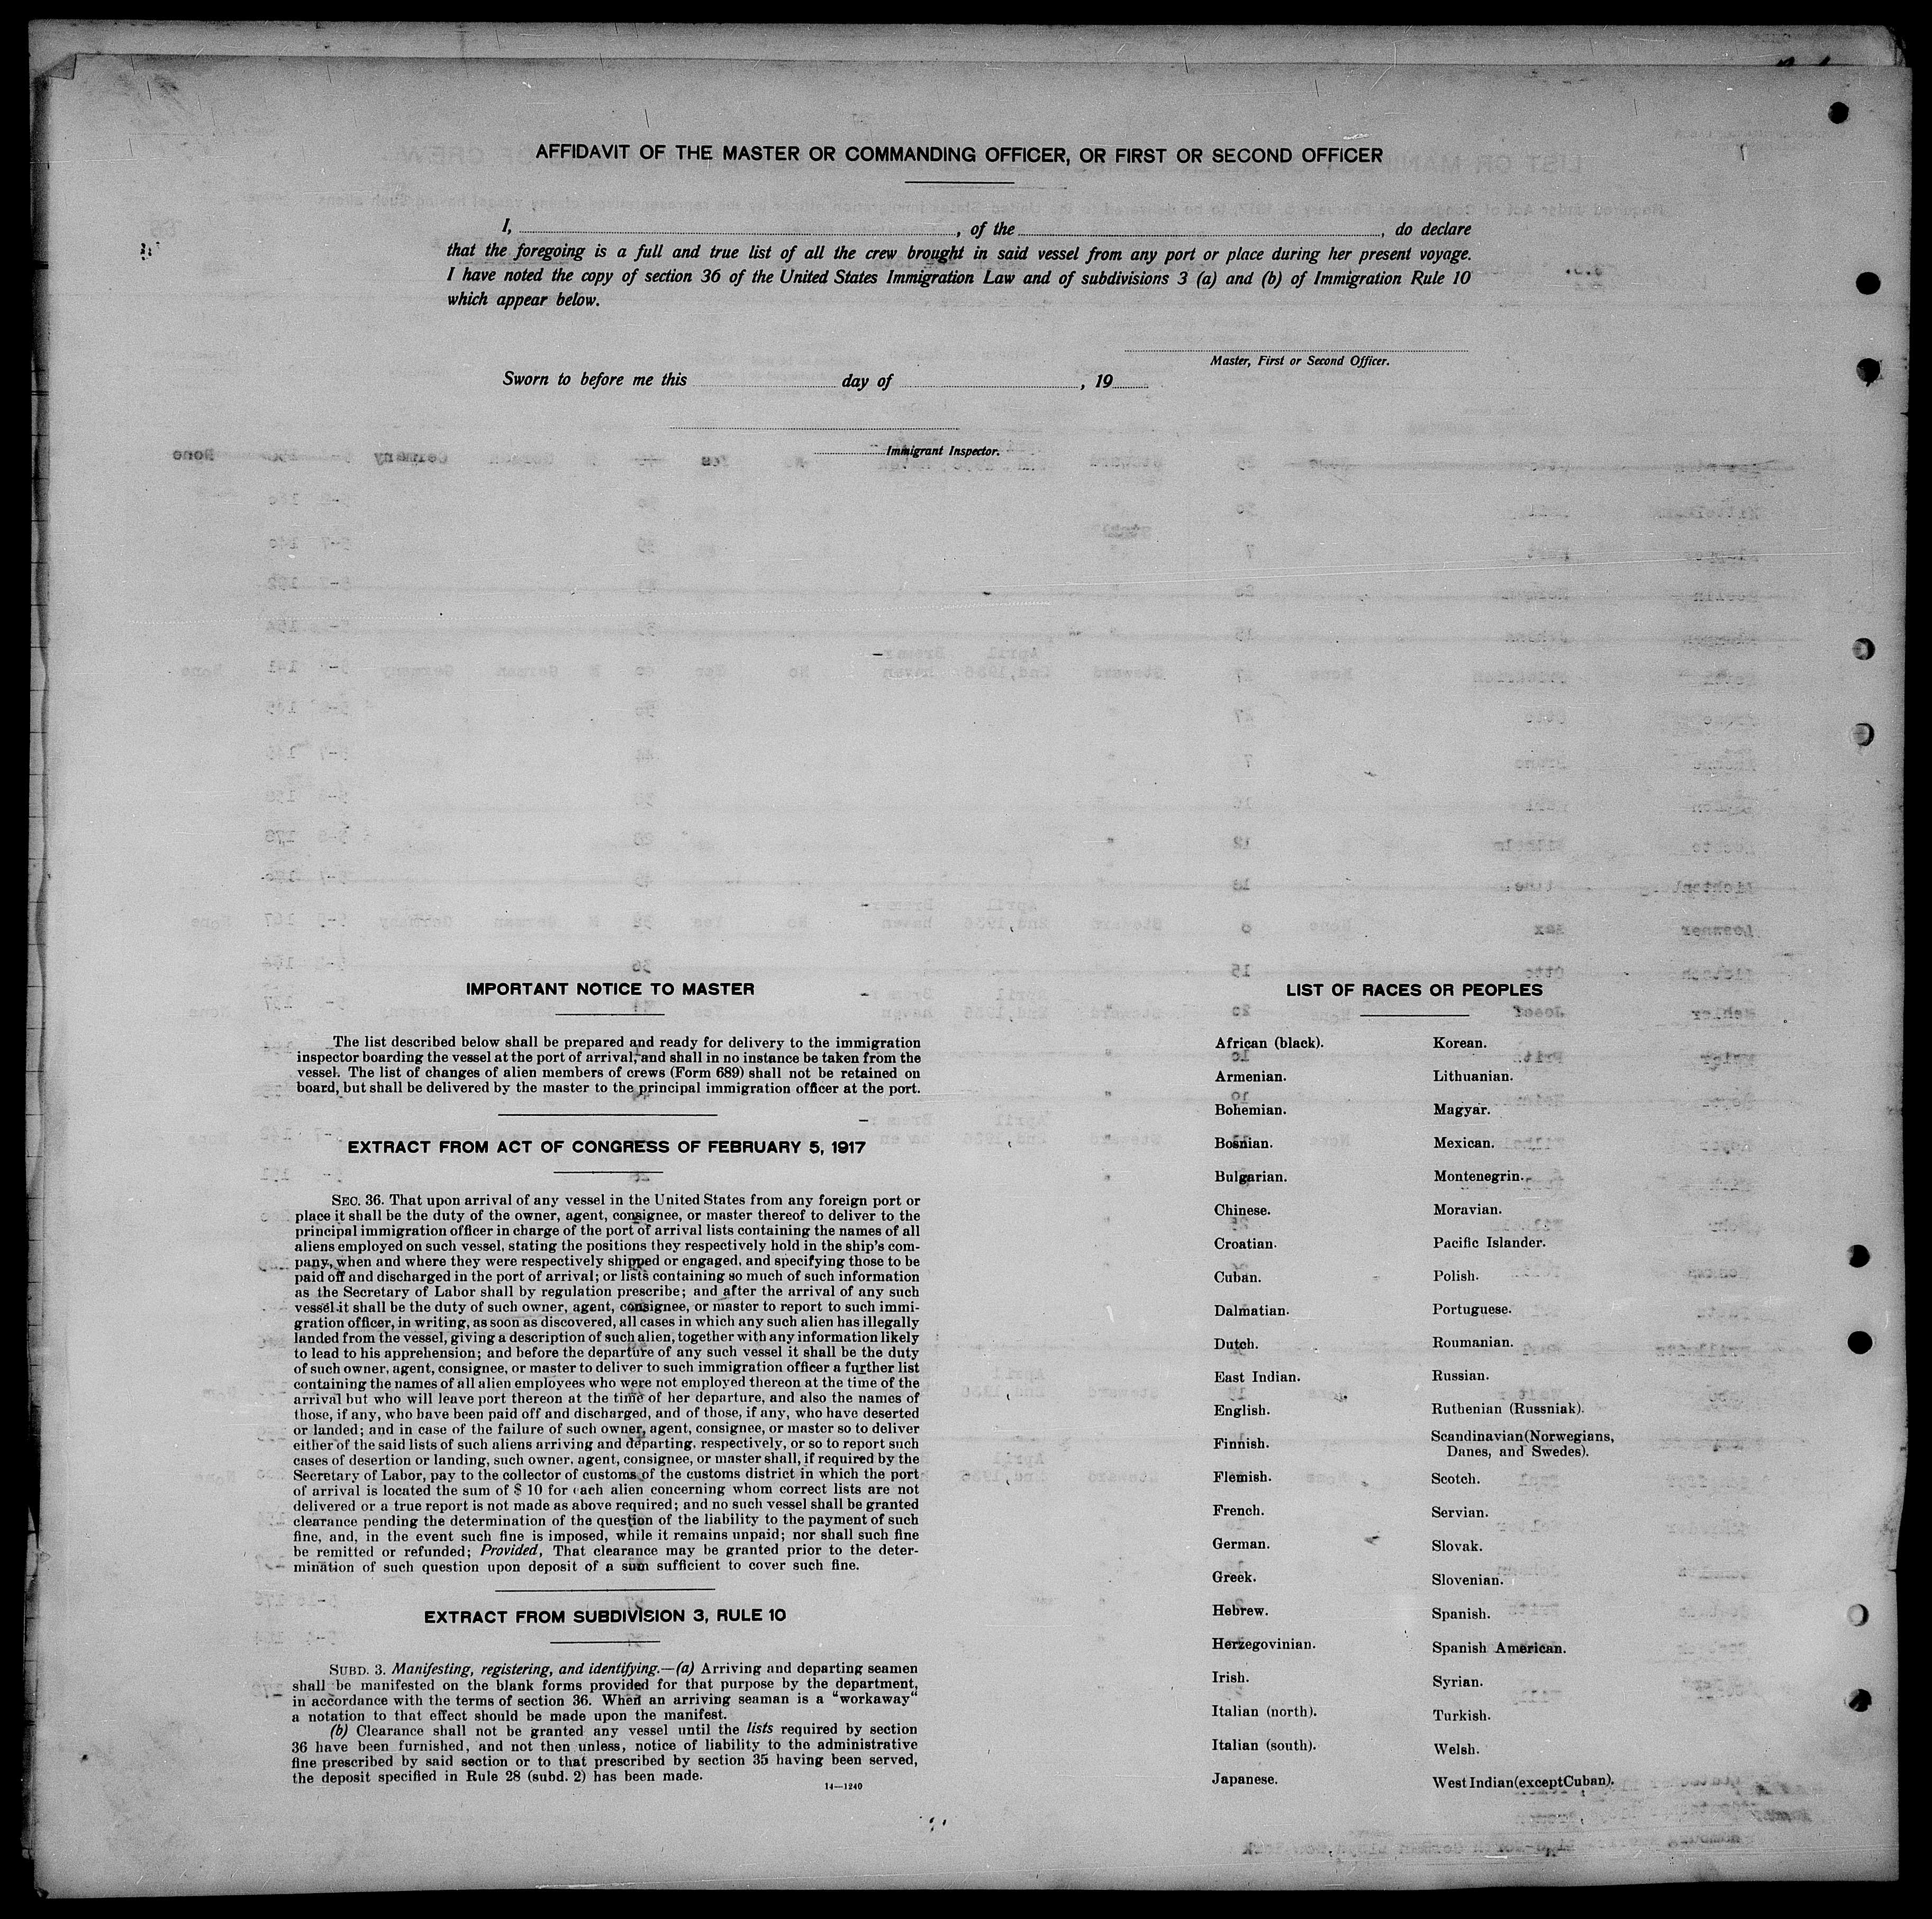 AFFIDAVIT OF THE MASTER OR COMMANDING OFFICER, OR FIRST OR SECOND OFFICER
I, , of the , do declare
that the foregoing is a full and true list of all the crew brought in said vessel from any port or place during her present voyage.
I have noted the copy of section 36 of the United States Immigration Law and of subdivisions 3 (a) and (b) of Immigration Rule 10
which appear below.
Master, First or Second Officer.
Sworn to before me this day of , 19
Immigrant Inspector.
IMPORTANT NOTICE TO MASTER
The list described below shall be prepared and ready for delivery to the immigration
inspector boarding the vessel at the port of arrival, and shall in no instance be taken from the
vessel. The list of changes of alien members of crews (Form 689) shall not be retained on
board, but shall be delivered by the master to the principal immigration officer at the port.
EXTRACT FROM ACT OF CONGRESS OF FEBRUARY 5, 1917
SEC. 36. That upon arrival of any vessel in the United States from any foreign port or
place it shall be the duty of the owner, agent, consignee, or master thereof to deliver to the
principal immigration officer in charge of the port of arrival lists containing the names of all
aliens employed on such vessel, stating the positions they respectively hold in the ship's com-
pany, when and where they were respectively shipped or engaged, and specifying those to be
paid off and discharged in the port of arrival; or lists containing so much of such information
as the Secretary of Labor shall by regulation prescribe; and after the arrival of any such
vessel it shall be the duty of such owner, agent, consignee, or master to report to such immi-
gration officer, in writing, as soon as discovered, all cases in which any such alien has illegally
landed from the vessel, giving a description of such alien, together with any information likely
to lead to his apprehension; and before the departure of any such vessel it shall be the duty
of such owner, agent, consignee, or master to deliver to such immigration officer a further list
containing the names of all alien employees who were not employed thereon at the time of the
arrival but who will leave port thereon at the time of her departure, and also the names of
those, if any, who have been paid off and discharged, and of those, if any, who have deserted
or landed; and in case of the failure of such owner, agent, consignee, or master so to deliver
either of the said lists of such aliens arriving and departing, respectively, or so to report such
cases of desertion or landing, such owner, agent, consignee, or master shall, if required by the
Secretary of Labor, pay to the collector of customs of the customs district in which the port
of arrival is located the sum of $ 10 for each alien concerning whom correct lists are not
delivered or a true report is not made as above required; and no such vessel shall be granted
clearance pending the determination of the question of the liability to the payment of such
fine, and, in the event such fine is imposed, while it remains unpaid; nor shall such fine
be remitted or refunded; Provided, That clearance may be granted prior to the deter-
mination of such question upon deposit of a sum sufficient to cover such fine.
EXTRACT FROM SUBDIVISION 3, RULE 10
SUBD. 3. Manifesting, registering, and identifying.—(a) Arriving and departing seamen
shall be manifested on the blank forms provided for that purpose by the department,
in accordance with the terms of section 36. When an arriving seaman is a "workaway"
a notation to that effect should be made upon the manifest.
(b) Clearance shall not be granted any vessel until the lists required by section
36 have been furnished, and not then unless, notice of liability to the administrative
fine prescribed by said section or to that prescribed by section 35 having been served,
the deposit specified in Rule 28 (subd. 2) has been made.
14—1240
LIST OF RACES OR PEOPLES
African (black).
Armenian.
Bohemian.
Bosnian.
Bulgarian.
Chinese.
Croatian.
Cuban.
Dalmatian.
Dutch.
East Indian.
English.
Finnish.
Flemish.
French.
German.
Greek.
Hebrew.
Herzegovinian.
Irish.
Italian (north).
Italian (south).
Japanese.
Korean.
Lithuanian.
Magyar.
Mexican.
Montenegrin.
Moravian.
Pacific Islander.
Polish.
Portuguese.
Roumanian.
Russian.
Ruthenian (Russniak).
Scandinavian (Norwegians,
Danes, and Swedes).
Scotch.
Servian.
Slovak.
Slovenian.
Spanish.
Spanish American.
Syrian.
Turkish.
Welsh.
West Indian (except Cuban).